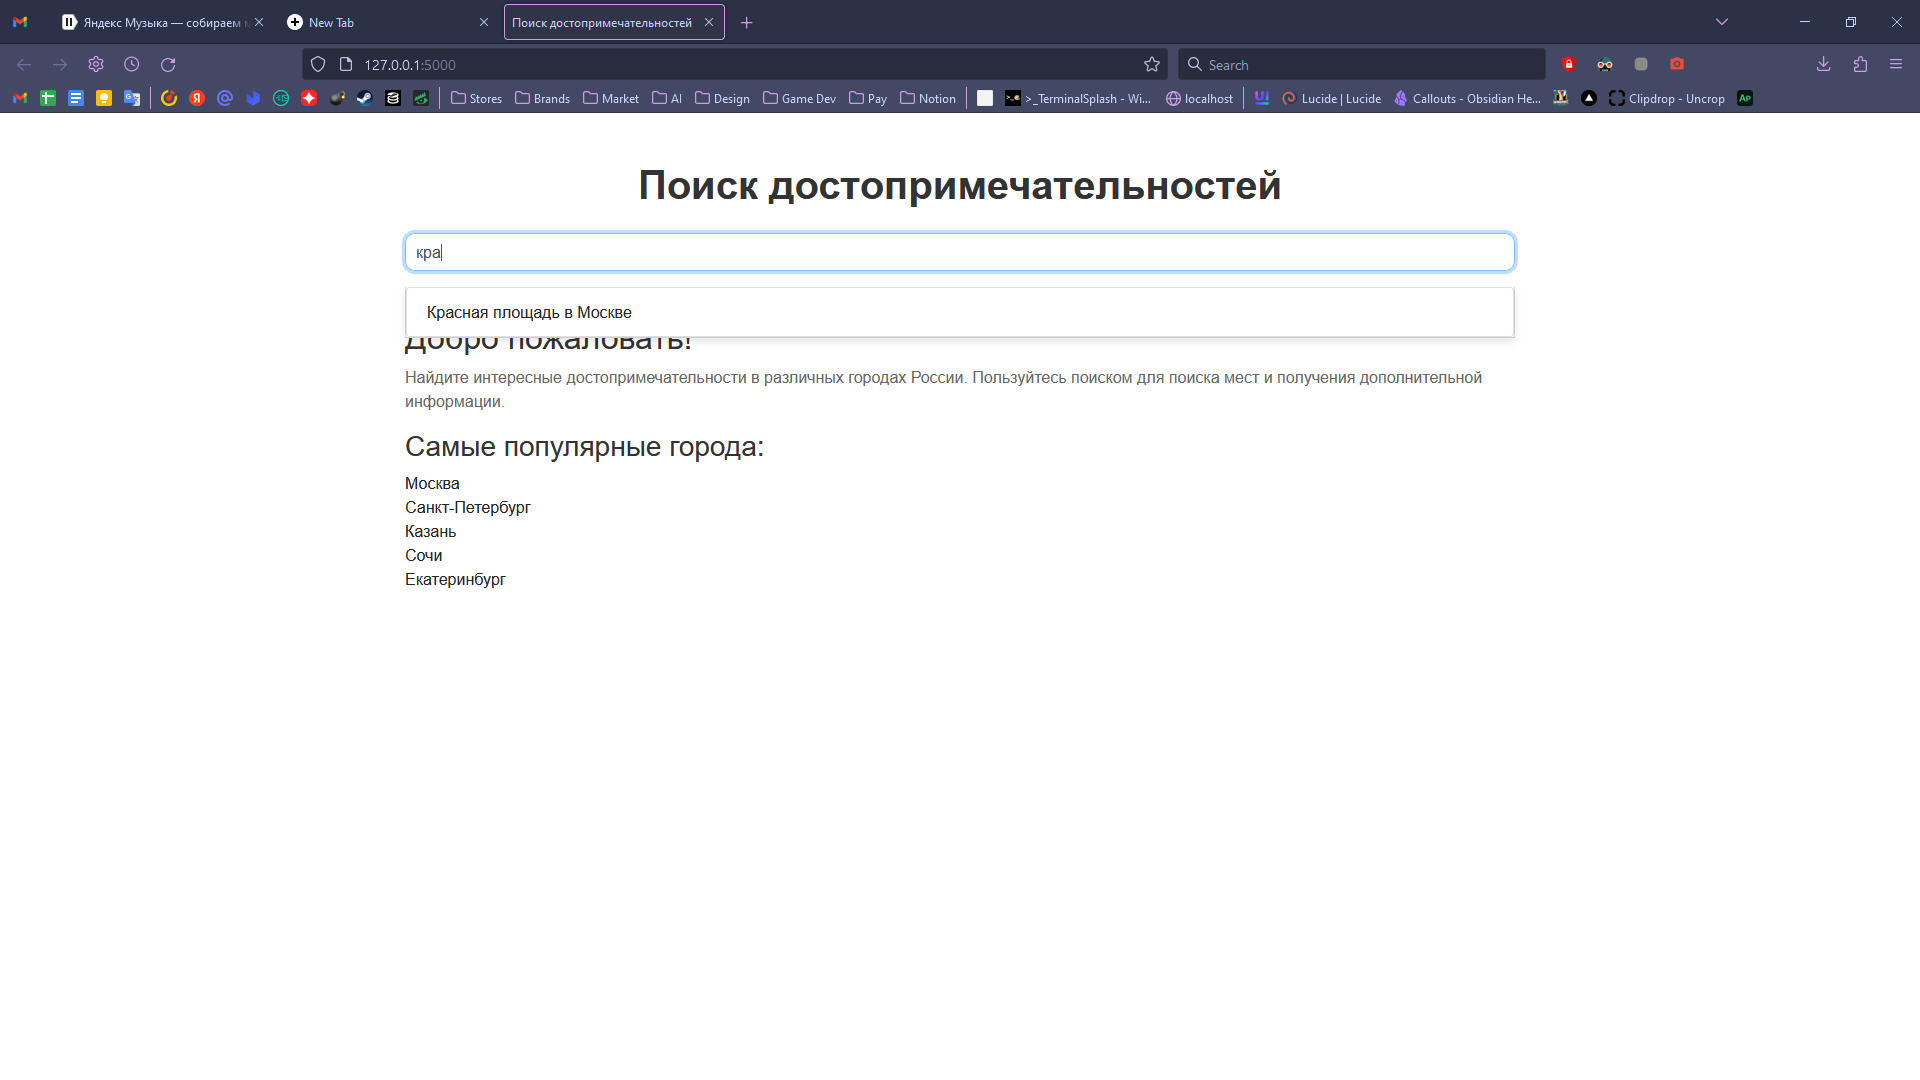 Яндекс Музыка — собираем м
New Tab
Поиск достопримечательностей
127.0.0.1:5000
Search
Stores
Brands
Market
AI
Design
Game Dev
Pay
Notion
>_TerminalSplash - Wi...
localhost
Lucide | Lucide
Callouts - Obsidian He...
Clipdrop - Uncrop
Поиск достопримечательностей
кра
Красная площадь в Москве
Добро пожаловать!
Найдите интересные достопримечательности в различных городах России. Пользуйтесь поиском для поиска мест и получения дополнительной
информации.
Самые популярные города:
Москва
Санкт-Петербург
Казань
Сочи
Екатеринбург